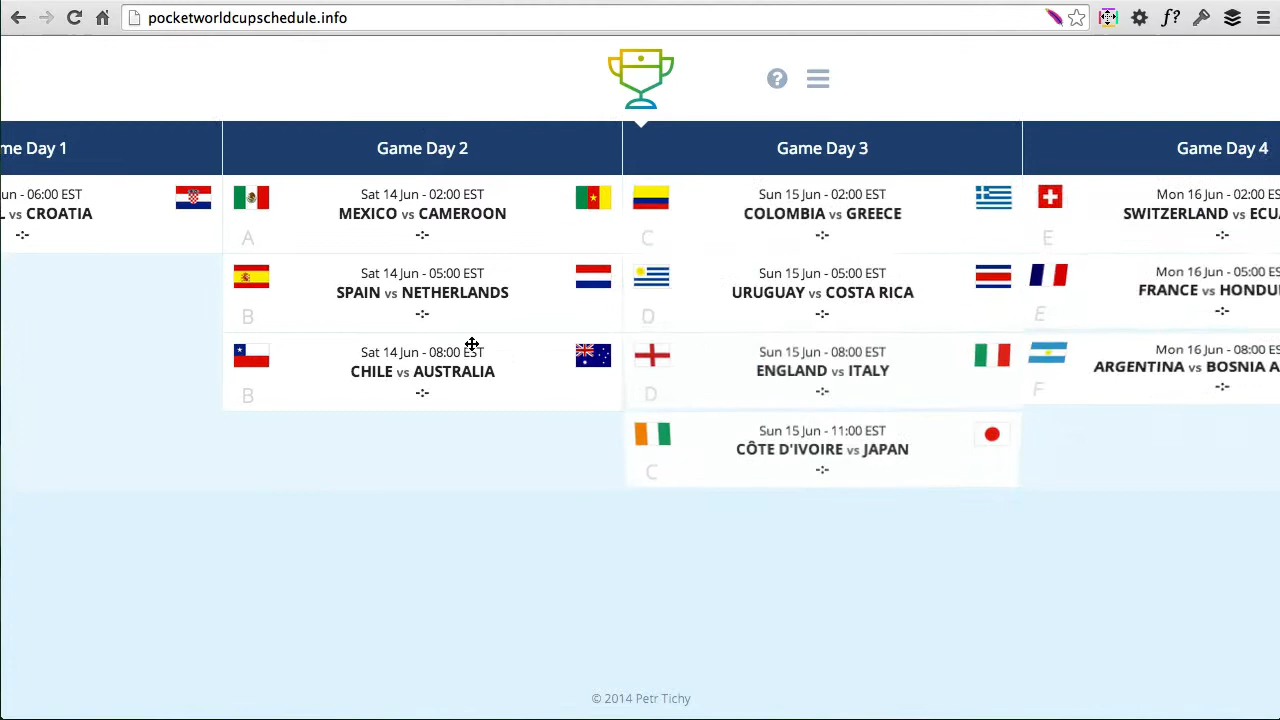 pocketworldcupschedule.info
f?
?
me Day 1
Game Day 2
Game Day 3
Game Day 4
un - 06:00 EST
L vs CROATIA
-:-
Sat 14 Jun - 02:00 EST
MEXICO vs CAMEROON
-:-
A
Sat 14 Jun - 05:00 EST
SPAIN vs NETHERLANDS
-:-
B
Sat 14 Jun - 08:00 EST
CHILE vs AUSTRALIA
-:-
B
Sun 15 Jun - 02:00 EST
COLOMBIA vs GREECE
-:-
C
Sun 15 Jun - 05:00 EST
URUGUAY vs COSTA RICA
-:-
D
Sun 15 Jun - 08:00 EST
ENGLAND vs ITALY
-:-
D
Sun 15 Jun - 11:00 EST
CÔTE D'IVOIRE vs JAPAN
-:-
C
Mon 16 Jun - 02:00 ES
SWITZERLAND vs ECUA
-:-
E
Mon 16 Jun - 05:00 ES
FRANCE vs HONDU
-:-
E
Mon 16 Jun - 08:00 ES
ARGENTINA vs BOSNIA A
-:-
F
© 2014 Petr Tichy